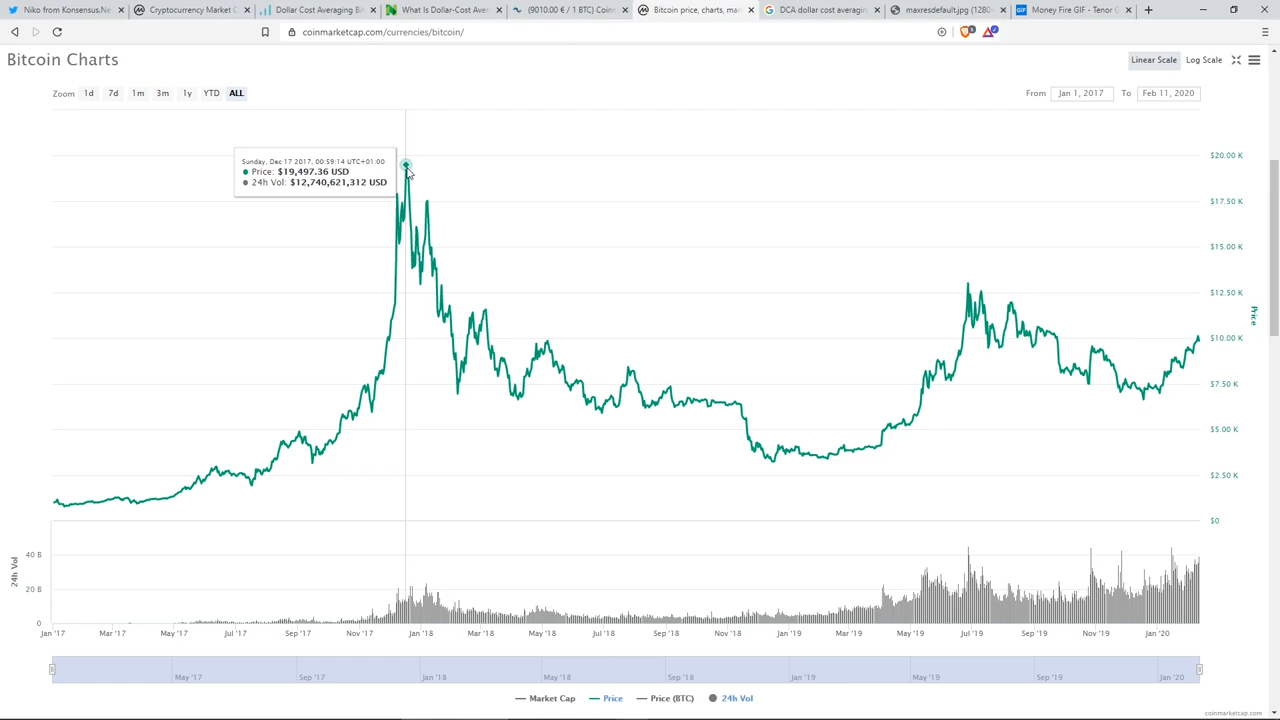 Niko from Konsensus.Ne
Cryptocurrency Market C
Dollar Cost Averaging Bi
What Is Dollar-Cost Aver
(9010.00 € / 1 BTC) Coinm
Bitcoin price, charts, mar
DCA dollar cost averagin
maxresdefault.jpg (1280×
Money Fire GIF - Tenor G
coinmarketcap.com/currencies/bitcoin/
Bitcoin Charts
Linear Scale Log Scale
Zoom 1d 7d 1m 3m 1y YTD ALL
From Jan 1, 2017 To Feb 11, 2020
Sunday, Dec 17 2017, 00:59:14 UTC+01:00
Price: $19,497.36 USD
24h Vol: $12,740,621,312 USD
$20.00 K
$17.50 K
$15.00 K
$12.50 K
$10.00 K
$7.50 K
$5.00 K
$2.50 K
$0
Price
40 B
20 B
0
24h Vol
Jan '17 Mar '17 May '17 Jul '17 Sep '17 Nov '17 Jan '18 Mar '18 May '18 Jul '18 Sep '18 Nov '18 Jan '19 Mar '19 May '19 Jul '19 Sep '19 Nov '19 Jan '20
May '17 Sep '17 Jan '18 May '18 Sep '18 Jan '19 May '19 Sep '19 Jan '20
Market Cap Price Price (BTC) 24h Vol
coinmarketcap.com